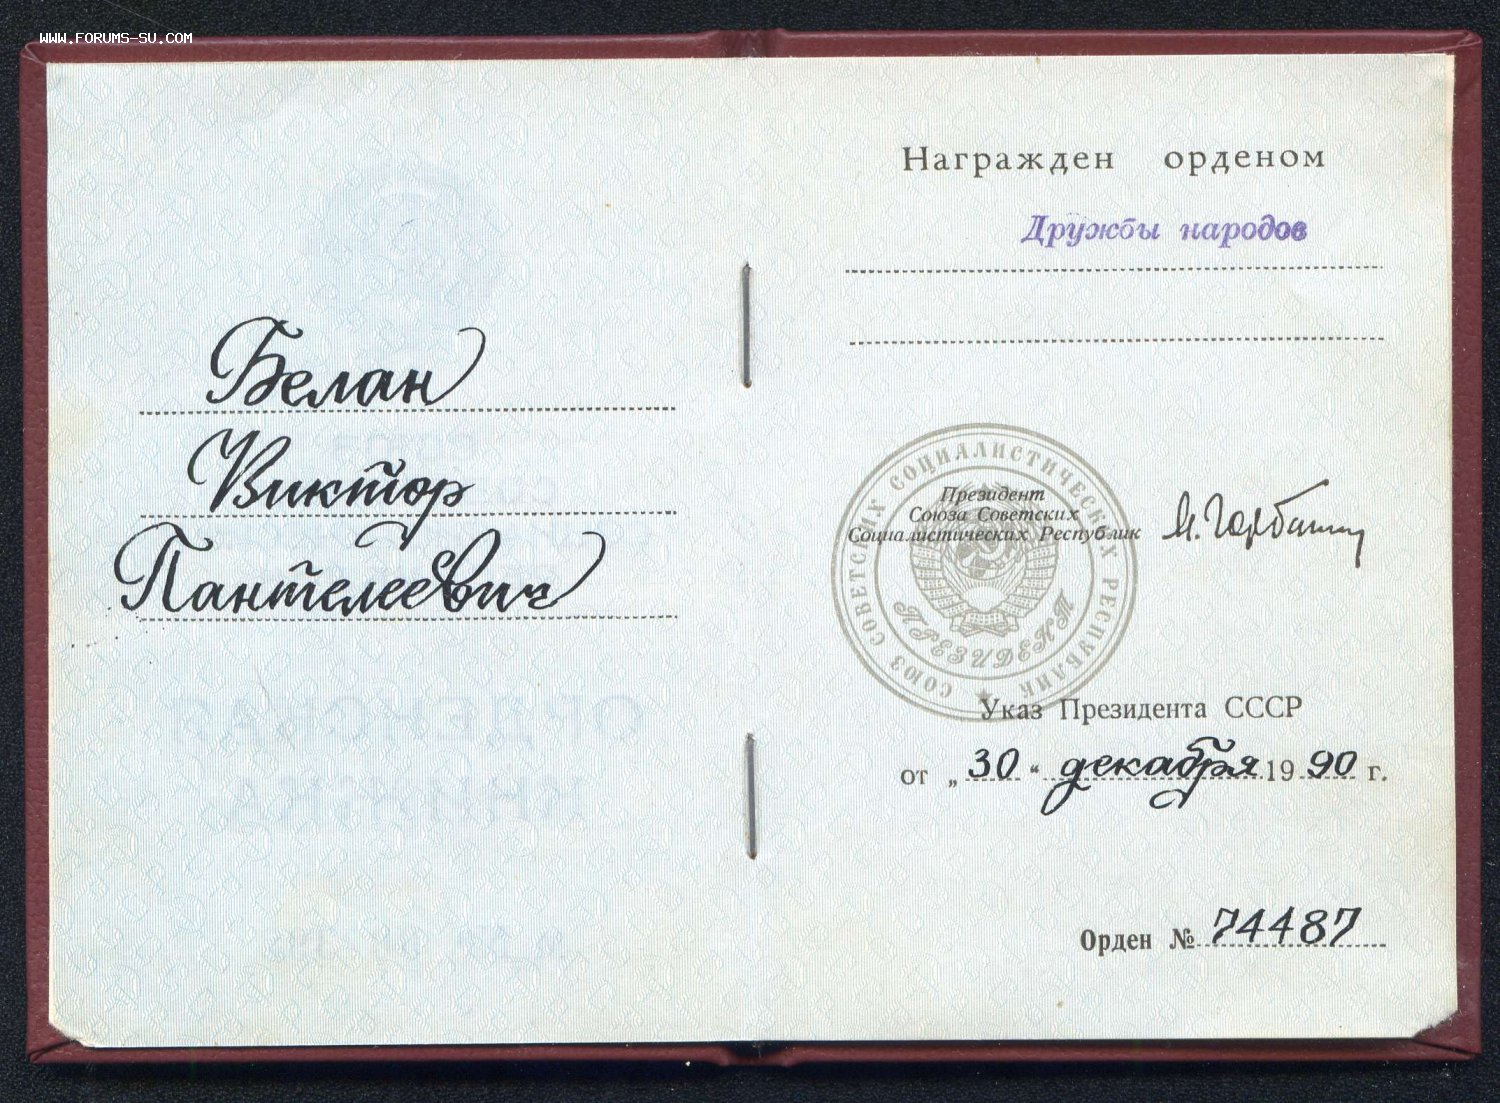 WWW.FORUMS-SU.COM
Белан
Виктор
Пантелеевич
Награжден орденом
Дружбы народов
СОЮЗ СОВЕТСКИХ СОЦИАЛИСТИЧЕСКИХ РЕСПУБЛИК
ПРЕЗИДЕНТ
Президент
Союза Советских
Социалистических Республик
М. Горбачев
Указ Президента СССР
от „30“ декабря 1990 г.
Орден № 74487